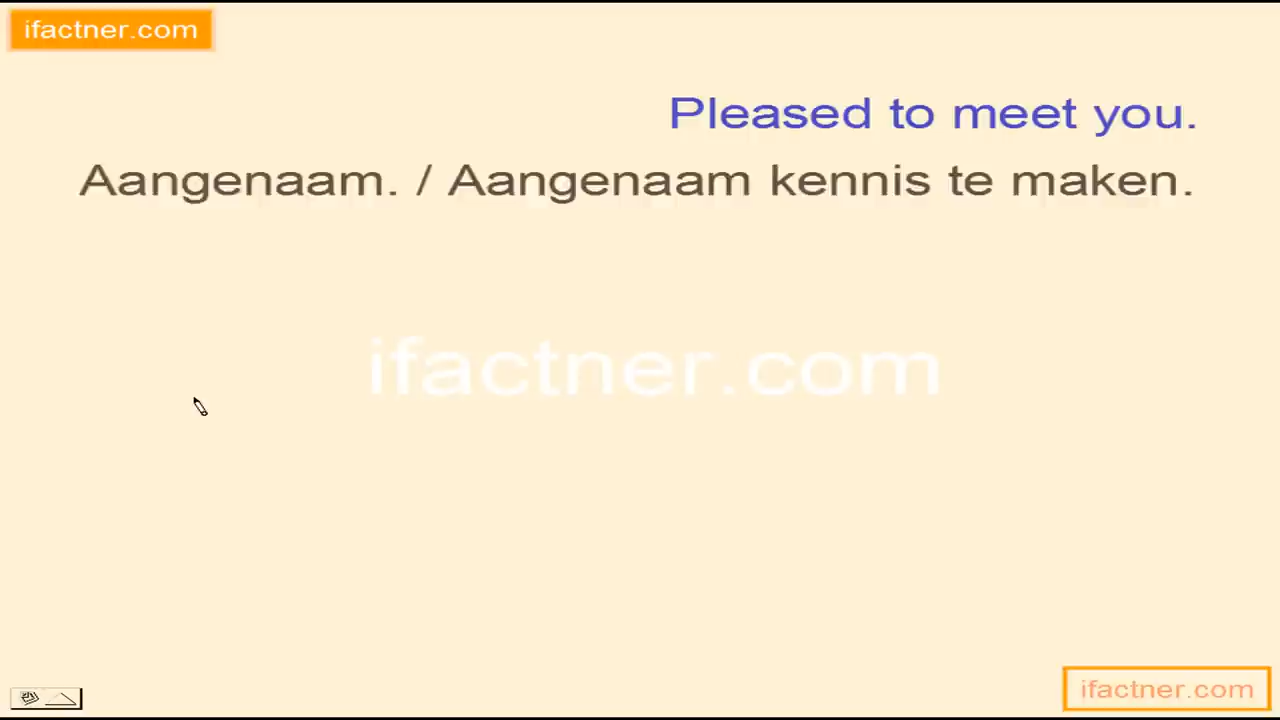 ifactner.com
Pleased to meet you.
Aangenaam. / Aangenaam kennis te maken.
ifactner.com
ifactner.com